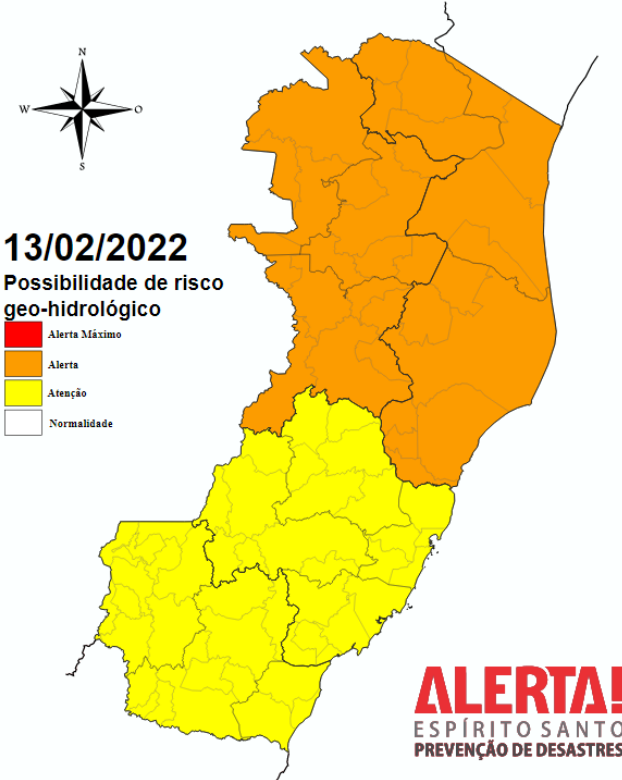 N
W
O
S
13/02/2022
Possibilidade de risco
geo-hidrológico
Alerta Máximo
Alerta
Atenção
Normalidade
ALERTA!
ESPÍRITO SANTO
PREVENÇÃO DE DESASTRES